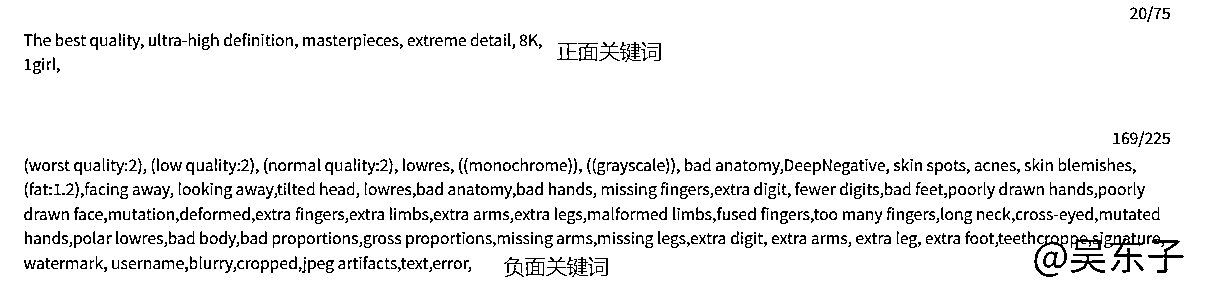 20/75
The best quality, ultra-high definition, masterpieces, extreme detail, 8K, 正面关键词
1girl,
169/225
(worst quality:2), (low quality:2), (normal quality:2), lowres, ((monochrome)), ((grayscale)), bad anatomy,DeepNegative, skin spots, acnes, skin blemishes,
(fat:1.2),facing away, looking away,tilted head, lowres,bad anatomy,bad hands, missing fingers,extra digit, fewer digits,bad feet,poorly drawn hands,poorly
drawn face,mutation,deformed,extra fingers,extra limbs,extra arms,extra legs,malformed limbs,fused fingers,too many fingers,long neck,cross-eyed,mutated
hands,polar lowres,bad body,bad proportions,gross proportions,missing arms,missing legs,extra digit, extra arms, extra leg, extra foot,teethcroppe,signature,
watermark, username,blurry,cropped,jpeg artifacts,text,error, 负面关键词
@吴东子